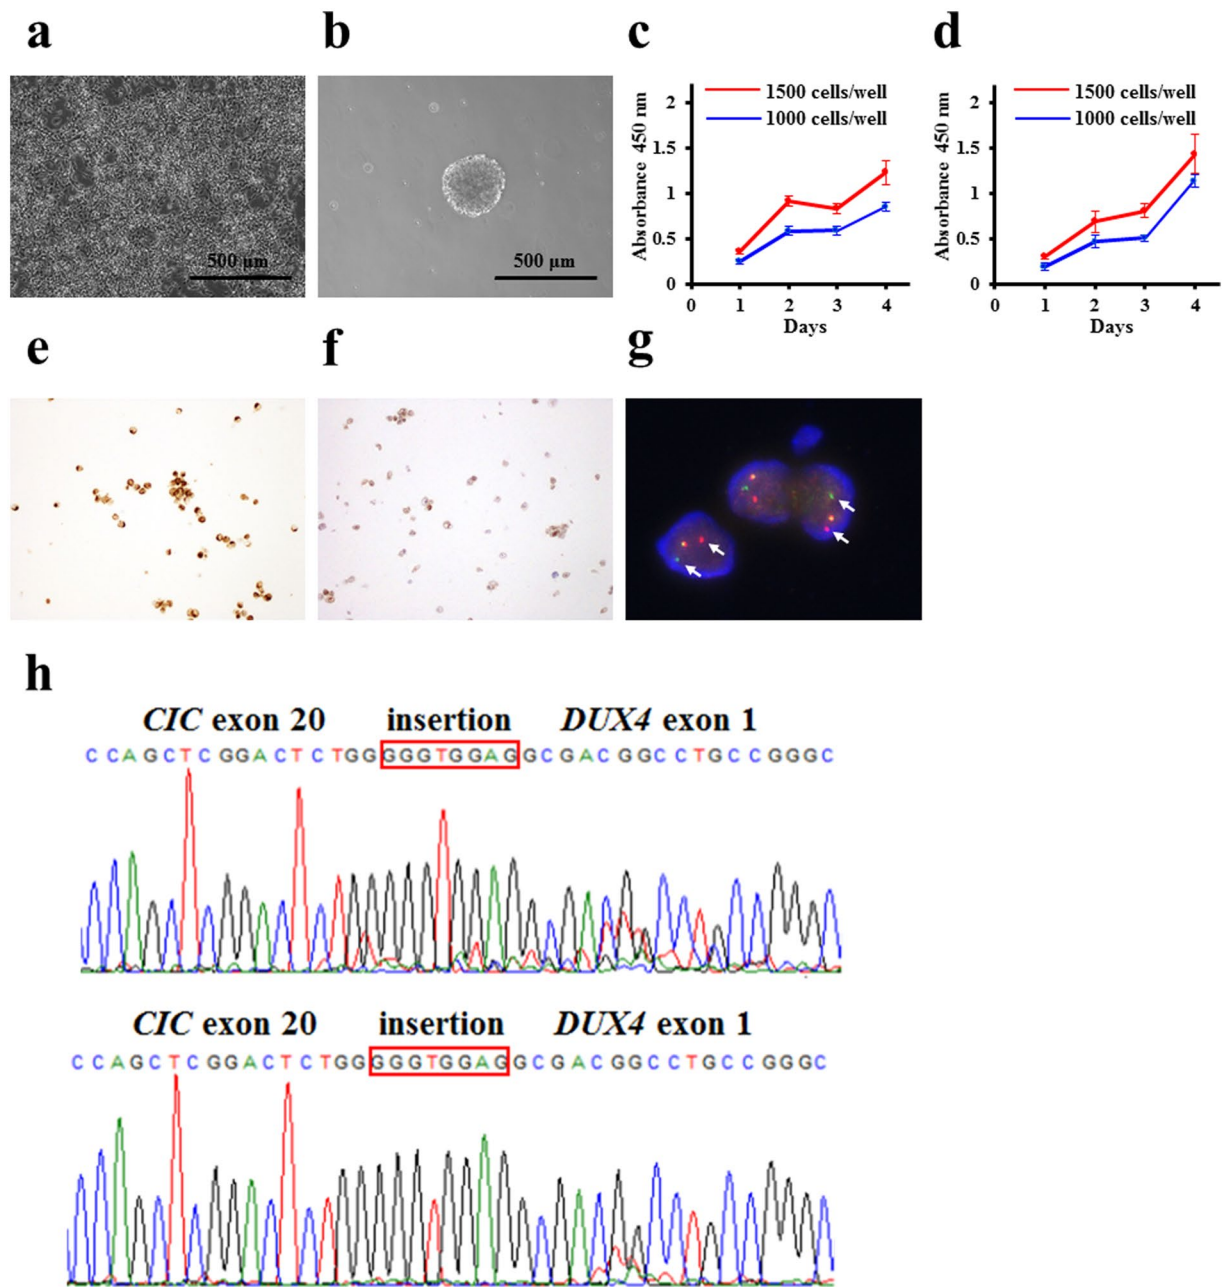 a
b
c
d
500 μm
500 μm
Absorbance 450 nm
2
1.5
1
0.5
0
1500 cells/well
1000 cells/well
0 1 2 3 4
Days
Absorbance 450 nm
2
1.5
1
0.5
0
1500 cells/well
1000 cells/well
0 1 2 3 4
Days
e
f
g
h
CIC exon 20 insertion DUX4 exon 1
CCAGCTCGGACTCTGGGGGTGGAGGCGACGGCCTGCCGGGC
CIC exon 20 insertion DUX4 exon 1
CCAGCTCGGACTCTGGGGGTGGAGGCGACGGCCTGCCGGGC